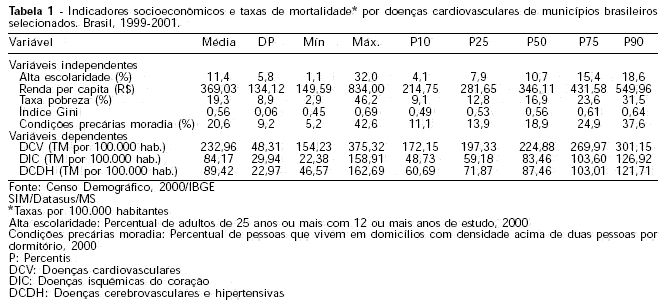 Tabela 1 - Indicadores socioeconômicos e taxas de mortalidade* por doenças cardiovasculares de municípios brasileiros
selecionados. Brasil, 1999-2001.
Variável Média DP Mín Máx. P10 P25 P50 P75 P90
Variáveis independentes
Alta escolaridade (%) 11,4 5,8 1,1 32,0 4,1 7,9 10,7 15,4 18,6
Renda per capita (R$) 369,03 134,12 149,59 834,00 214,75 281,65 346,11 431,58 549,96
Taxa pobreza (%) 19,3 8,9 2,9 46,2 9,1 12,8 16,9 23,6 31,5
Índice Gini 0,56 0,06 0,45 0,69 0,49 0,53 0,56 0,61 0,64
Condições precárias moradia (%) 20,6 9,2 5,2 42,6 11,1 13,9 18,9 24,9 37,6
Variáveis dependentes
DCV (TM por 100.000 hab.) 232,96 48,31 154,23 375,32 172,15 197,33 224,88 269,97 301,15
DIC (TM por 100.000 hab.) 84,17 29,94 22,38 158,91 48,73 59,18 83,46 103,60 126,92
DCDH (TM por 100.000 hab.) 89,42 22,97 46,57 162,69 60,69 71,87 87,46 103,01 121,71
Fonte: Censo Demográfico, 2000/IBGE
SIM/Datasus/MS
*Taxas por 100.000 habitantes
Alta escolaridade: Percentual de adultos de 25 anos ou mais com 12 ou mais anos de estudo, 2000
Condições precárias moradia: Percentual de pessoas que vivem em domicílios com densidade acima de duas pessoas por
dormitório, 2000
P: Percentis
DCV: Doenças cardiovasculares
DIC: Doenças isquêmicas do coração
DCDH: Doenças cerebrovasculares e hipertensivas